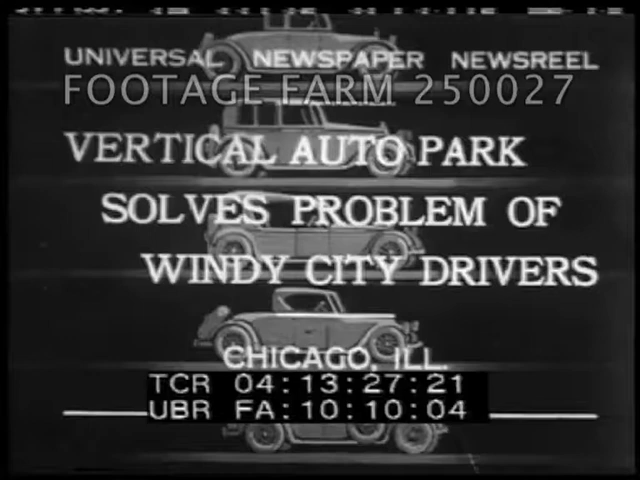 UNIVERSAL NEWSPAPER NEWSREEL
FOOTAGE FARM 250027
VERTICAL AUTO PARK
SOLVES PROBLEM OF
WINDY CITY DRIVERS
CHICAGO, ILL.
TCR 04:13:27:21
UBR FA:10:10:04